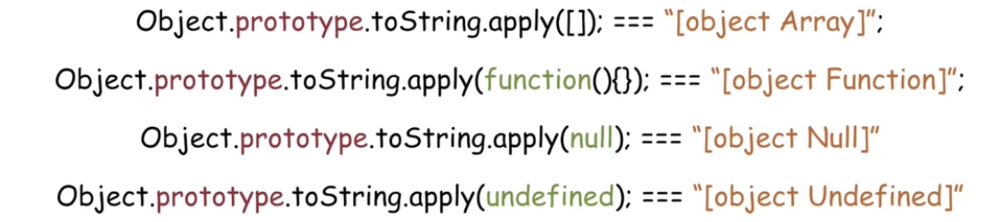 Object.prototype.toString.apply([]); === “[object Array]”;
Object.prototype.toString.apply(function(){}); === “[object Function]”;
Object.prototype.toString.apply(null); === “[object Null]”
Object.prototype.toString.apply(undefined); === “[object Undefined]”